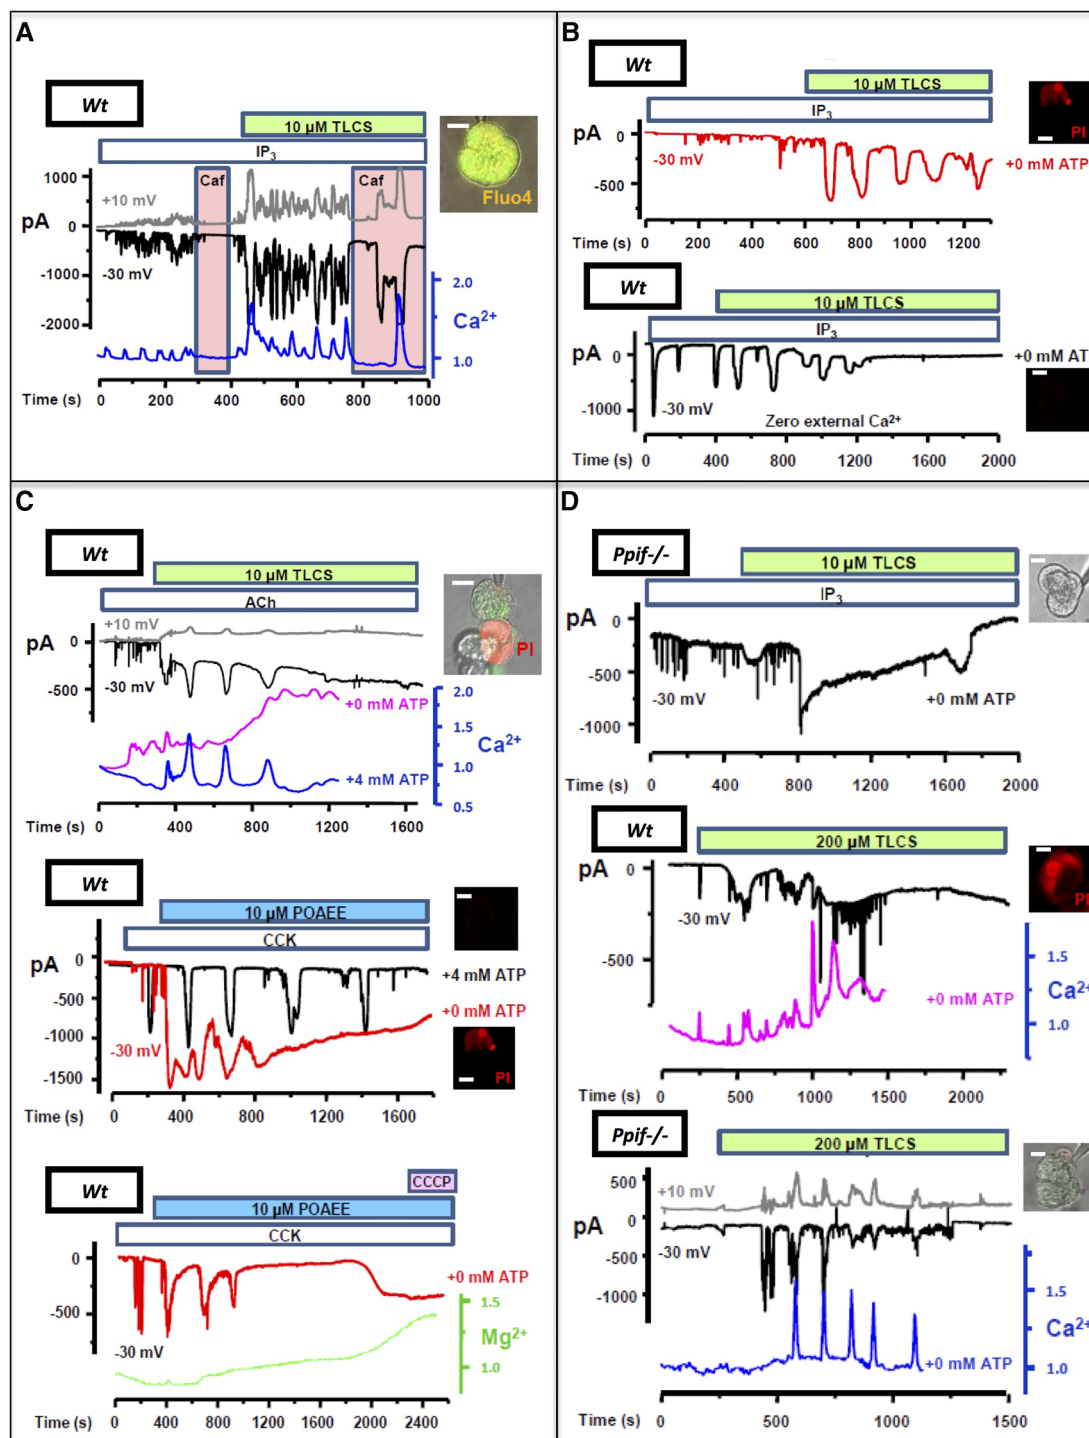 A
Wt
10 µM TLCS
IP3
Caf
Caf
1000
+10 mV
pA
0
-30 mV
-1000
-2000
2.0
Ca2+
1.0
Fluo4
0 200 400 600 800 1000
Time (s)
B
Wt
10 µM TLCS
IP3
pA
0
-30 mV
-500
PI
+0 mM ATP
0 200 400 600 800 1000 1200
Time (s)
Wt
10 µM TLCS
IP3
pA
0
+0 mM AT
-1000
-30 mV
Zero external Ca2+
Time (s)
0 400 800 1200 1600 2000
C
Wt
10 µM TLCS
ACh
+10 mV
pA
0
-30 mV
-500
PI
+0 mM ATP
2.0
1.5
Ca2+
1.0
+4 mM ATP
0.5
Time (s)
0 400 800 1200 1600
Wt
10 µM POAEE
CCK
pA
0
+4 mM ATP
-500
+0 mM ATP
-1000
-30 mV
-1500
PI
Time (s)
0 400 800 1200 1600
Wt
CCCP
10 µM POAEE
CCK
pA
0
+0 mM ATP
-500
-30 mV
1.5
Mg2+
1.0
Time (s)
0 400 800 1200 1600 2000 2400
D
Ppif-/-
10 µM TLCS
IP3
pA
0
-500
-30 mV
+0 mM ATP
-1000
Time (s)
0 400 800 1200 1600 2000
Wt
200 µM TLCS
pA
0
-30 mV
-500
PI
+0 mM ATP
1.5
Ca2+
1.0
Time (s)
0 500 1000 1500 2000
Ppif-/-
200 µM TLCS
500
+10 mV
pA
0
-30 mV
-500
-1000
1.5
Ca2+
+0 mM ATP
1.0
Time (s)
500 1000 1500